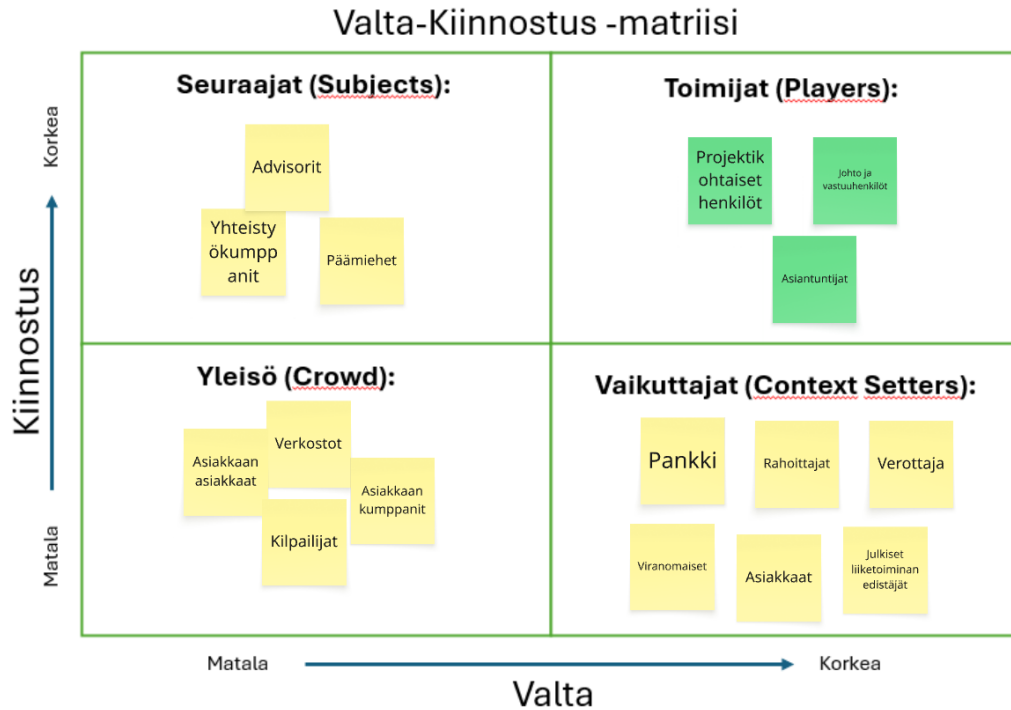 Valta-Kiinnostus -matriisi
Korkea
Kiinnostus
Matala
Seuraajat (Subjects):
Advisorit
Yhteisty
ökumpp
anit
Päämiehet
Toimijat (Players):
Projektik
ohtaiset
henkilöt
Johto ja
vastuuhenkilöt
Asiantuntijat
Yleisö (Crowd):
Verkostot
Asiakkaan
asiakkaat
Asiakkaan
kumppanit
Kilpailijat
Vaikuttajat (Context Setters):
Pankki
Rahoittajat
Verottaja
Viranomaiset
Asiakkaat
Julkiset
liiketoiminan
edistäjät
Matala
Korkea
Valta